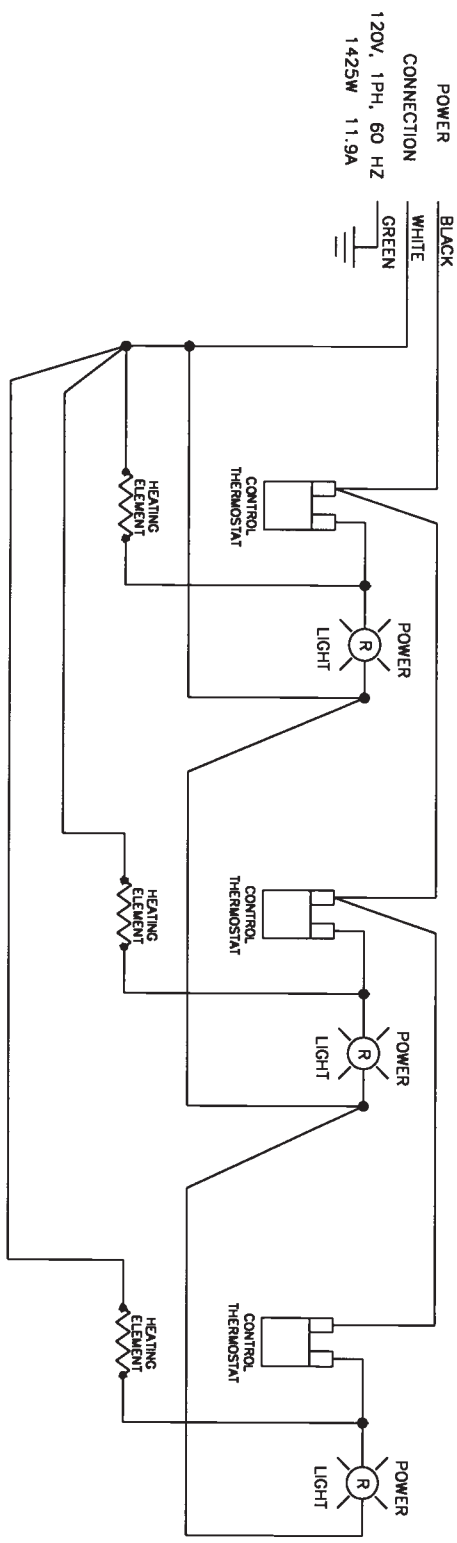 POWER
CONNECTION
120V, 1PH, 60 HZ
1425W 11.9A
BLACK
WHITE
GREEN
CONTROL
THERMOSTAT
HEATING
ELEMENT
POWER
R
LIGHT
CONTROL
THERMOSTAT
HEATING
ELEMENT
POWER
R
LIGHT
CONTROL
THERMOSTAT
HEATING
ELEMENT
POWER
R
LIGHT